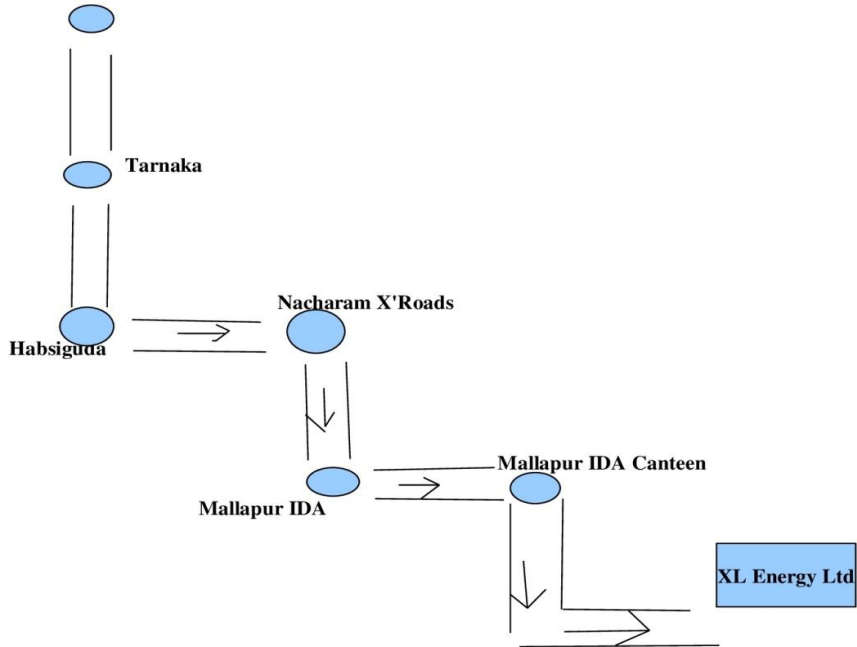 Tarnaka
Nacharam X'Roads
Habsiguda
Mallapur IDA Canteen
Mallapur IDA
XL Energy Ltd